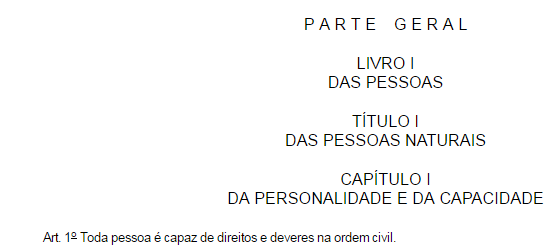 P A R T E   G E R A L
LIVRO I
DAS PESSOAS
TÍTULO I
DAS PESSOAS NATURAIS
CAPÍTULO I
DA PERSONALIDADE E DA CAPACIDADE
Art. 1º Toda pessoa é capaz de direitos e deveres na ordem civil.